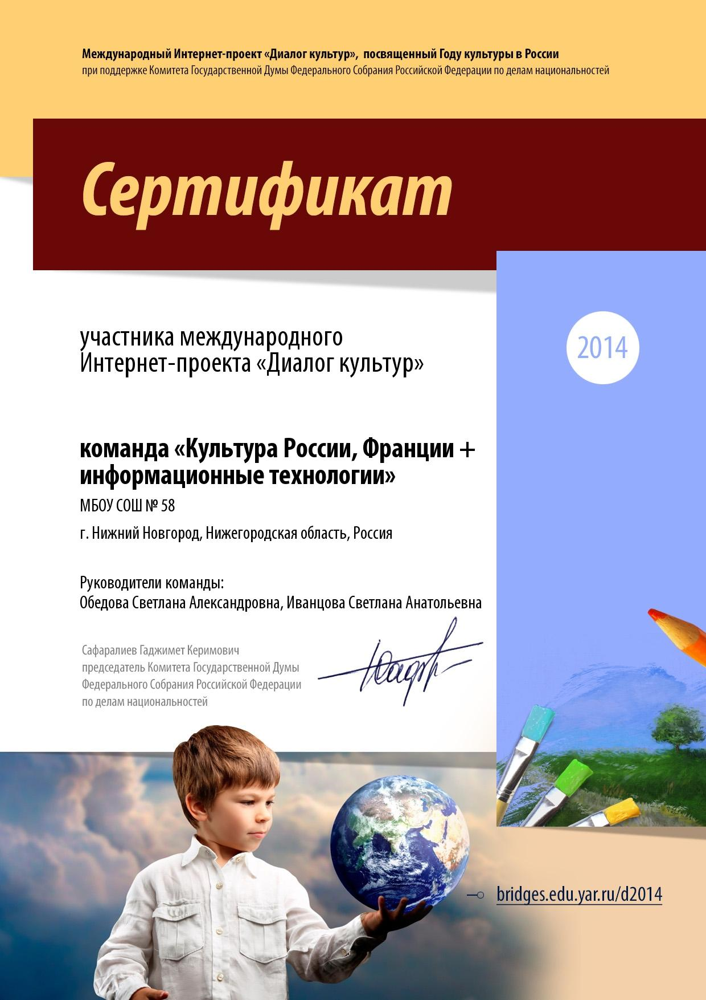 Международный Интернет-проект «Диалог культур», посвященный Году культуры в России
при поддержке Комитета Государственной Думы Федерального Собрания Российской Федерации по делам национальностей
Сертификат
участника международного
Интернет-проекта «Диалог культур»
2014
команда «Культура России, Франции +
информационные технологии»
МБОУ СОШ № 58
г. Нижний Новгород, Нижегородская область, Россия
Руководители команды:
Обедова Светлана Александровна, Иванцова Светлана Анатольевна
Сафаралиев Гаджимет Керимович
председатель Комитета Государственной Думы
Федерального Собрания Российской Федерации
по делам национальностей
bridges.edu.yar.ru/d2014